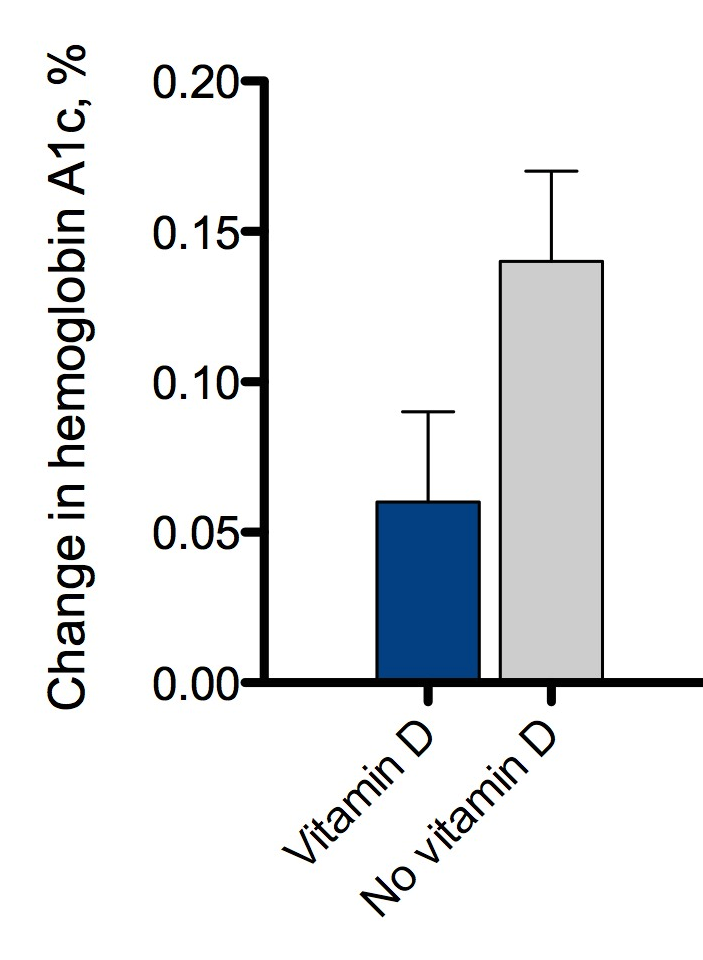 Change in hemoglobin A1c, %
0.20
0.15
0.10
0.05
0.00
Vitamin D
No vitamin D